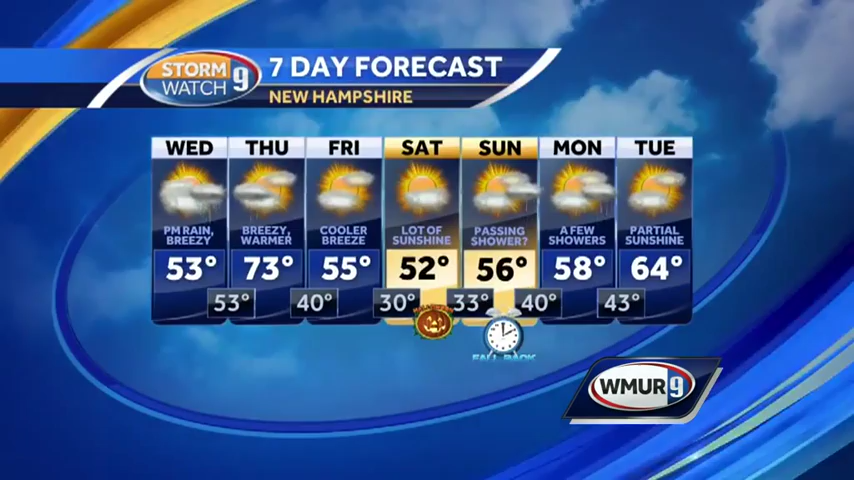 STORM
WATCH 9
7 DAY FORECAST
NEW HAMPSHIRE
WED THU FRI SAT SUN MON TUE
PM RAIN, BREEZY
BREEZY, WARMER
COOLER BREEZE
LOT OF SUNSHINE
PASSING SHOWER?
A FEW SHOWERS
PARTIAL SUNSHINE
53° 73° 55° 52° 56° 58° 64°
53° 40° 30° 33° 40° 43°
FALL BACK
WMUR 9